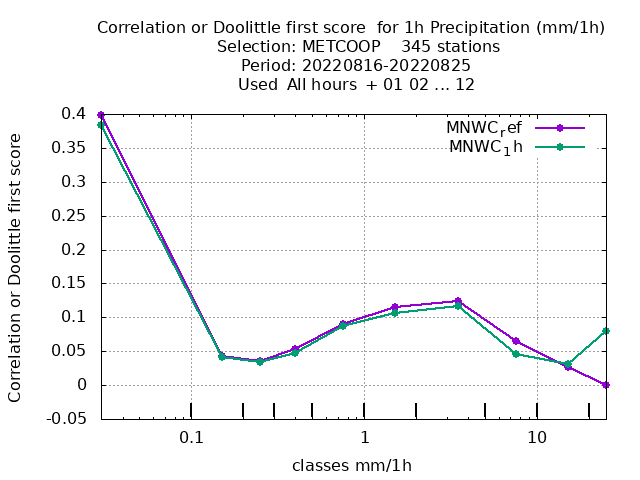 Correlation or Doolittle first score  for 1h Precipitation (mm/1h)
Selection: METCOOP    345 stations
Period: 20220816-20220825
Used  All hours  + 01 02 ... 12
MNWC_ref
MNWC_1h
Correlation or Doolittle first score
0.4
0.35
0.3
0.25
0.2
0.15
0.1
0.05
0
-0.05
0.1
1
10
classes mm/1h